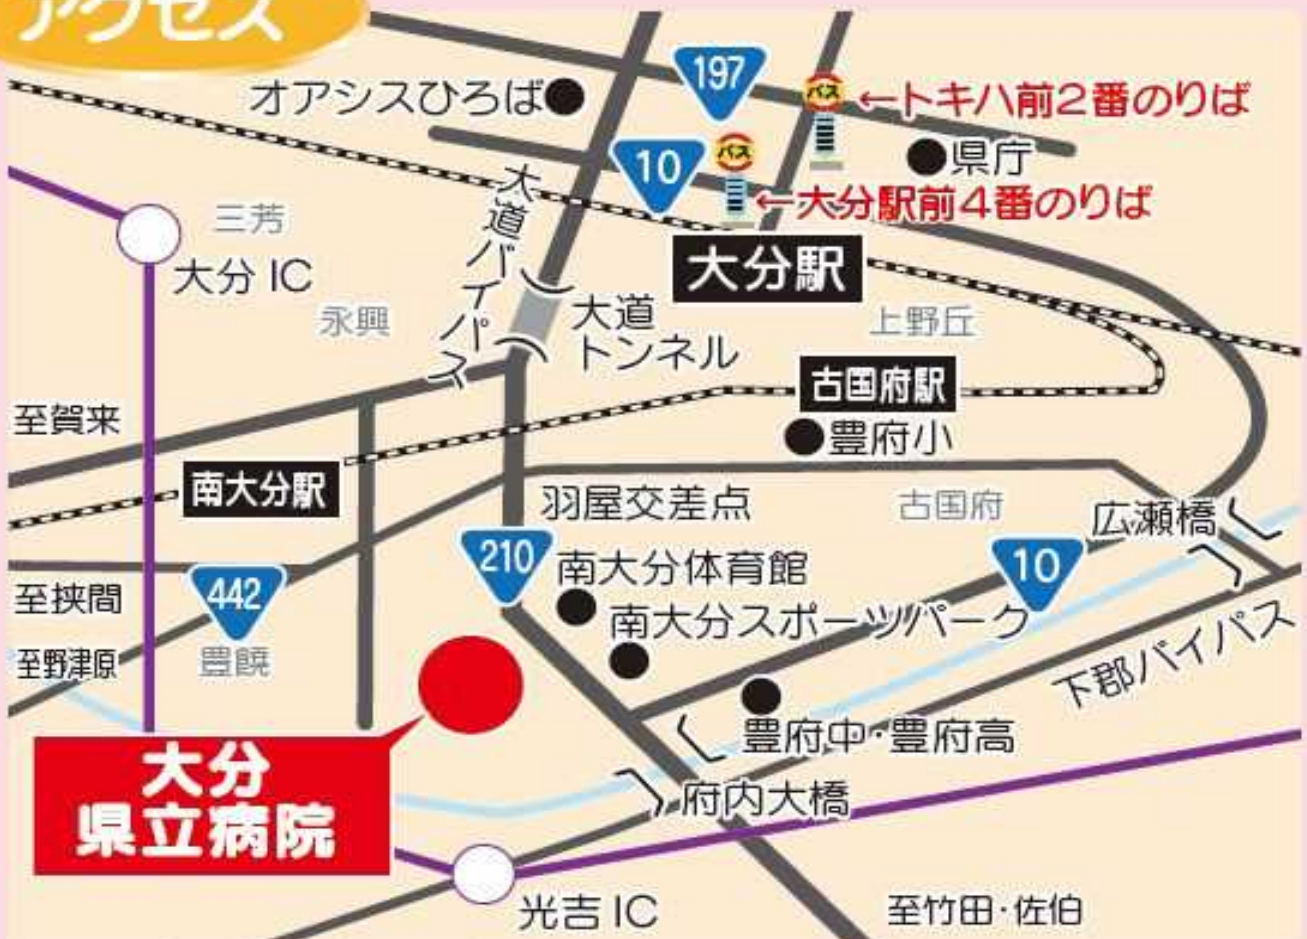 アクセス
197
オアシスひろば
バス
←トキハ前2番のりば
10
バス
県庁
←大分駅前4番のりば
大道バイパス
三芳
大分駅
大分 IC
永興
大道
トンネル
上野丘
古国府駅
至賀来
豊府小
南大分駅
羽屋交差点
古国府
広瀬橋
210
南大分体育館
10
442
至挾間
南大分スポーツパーク
至野津原
豊饒
下郡バイパス
豊府中・豊府高
大分
県立病院
府内大橋
光吉 IC
至竹田・佐伯